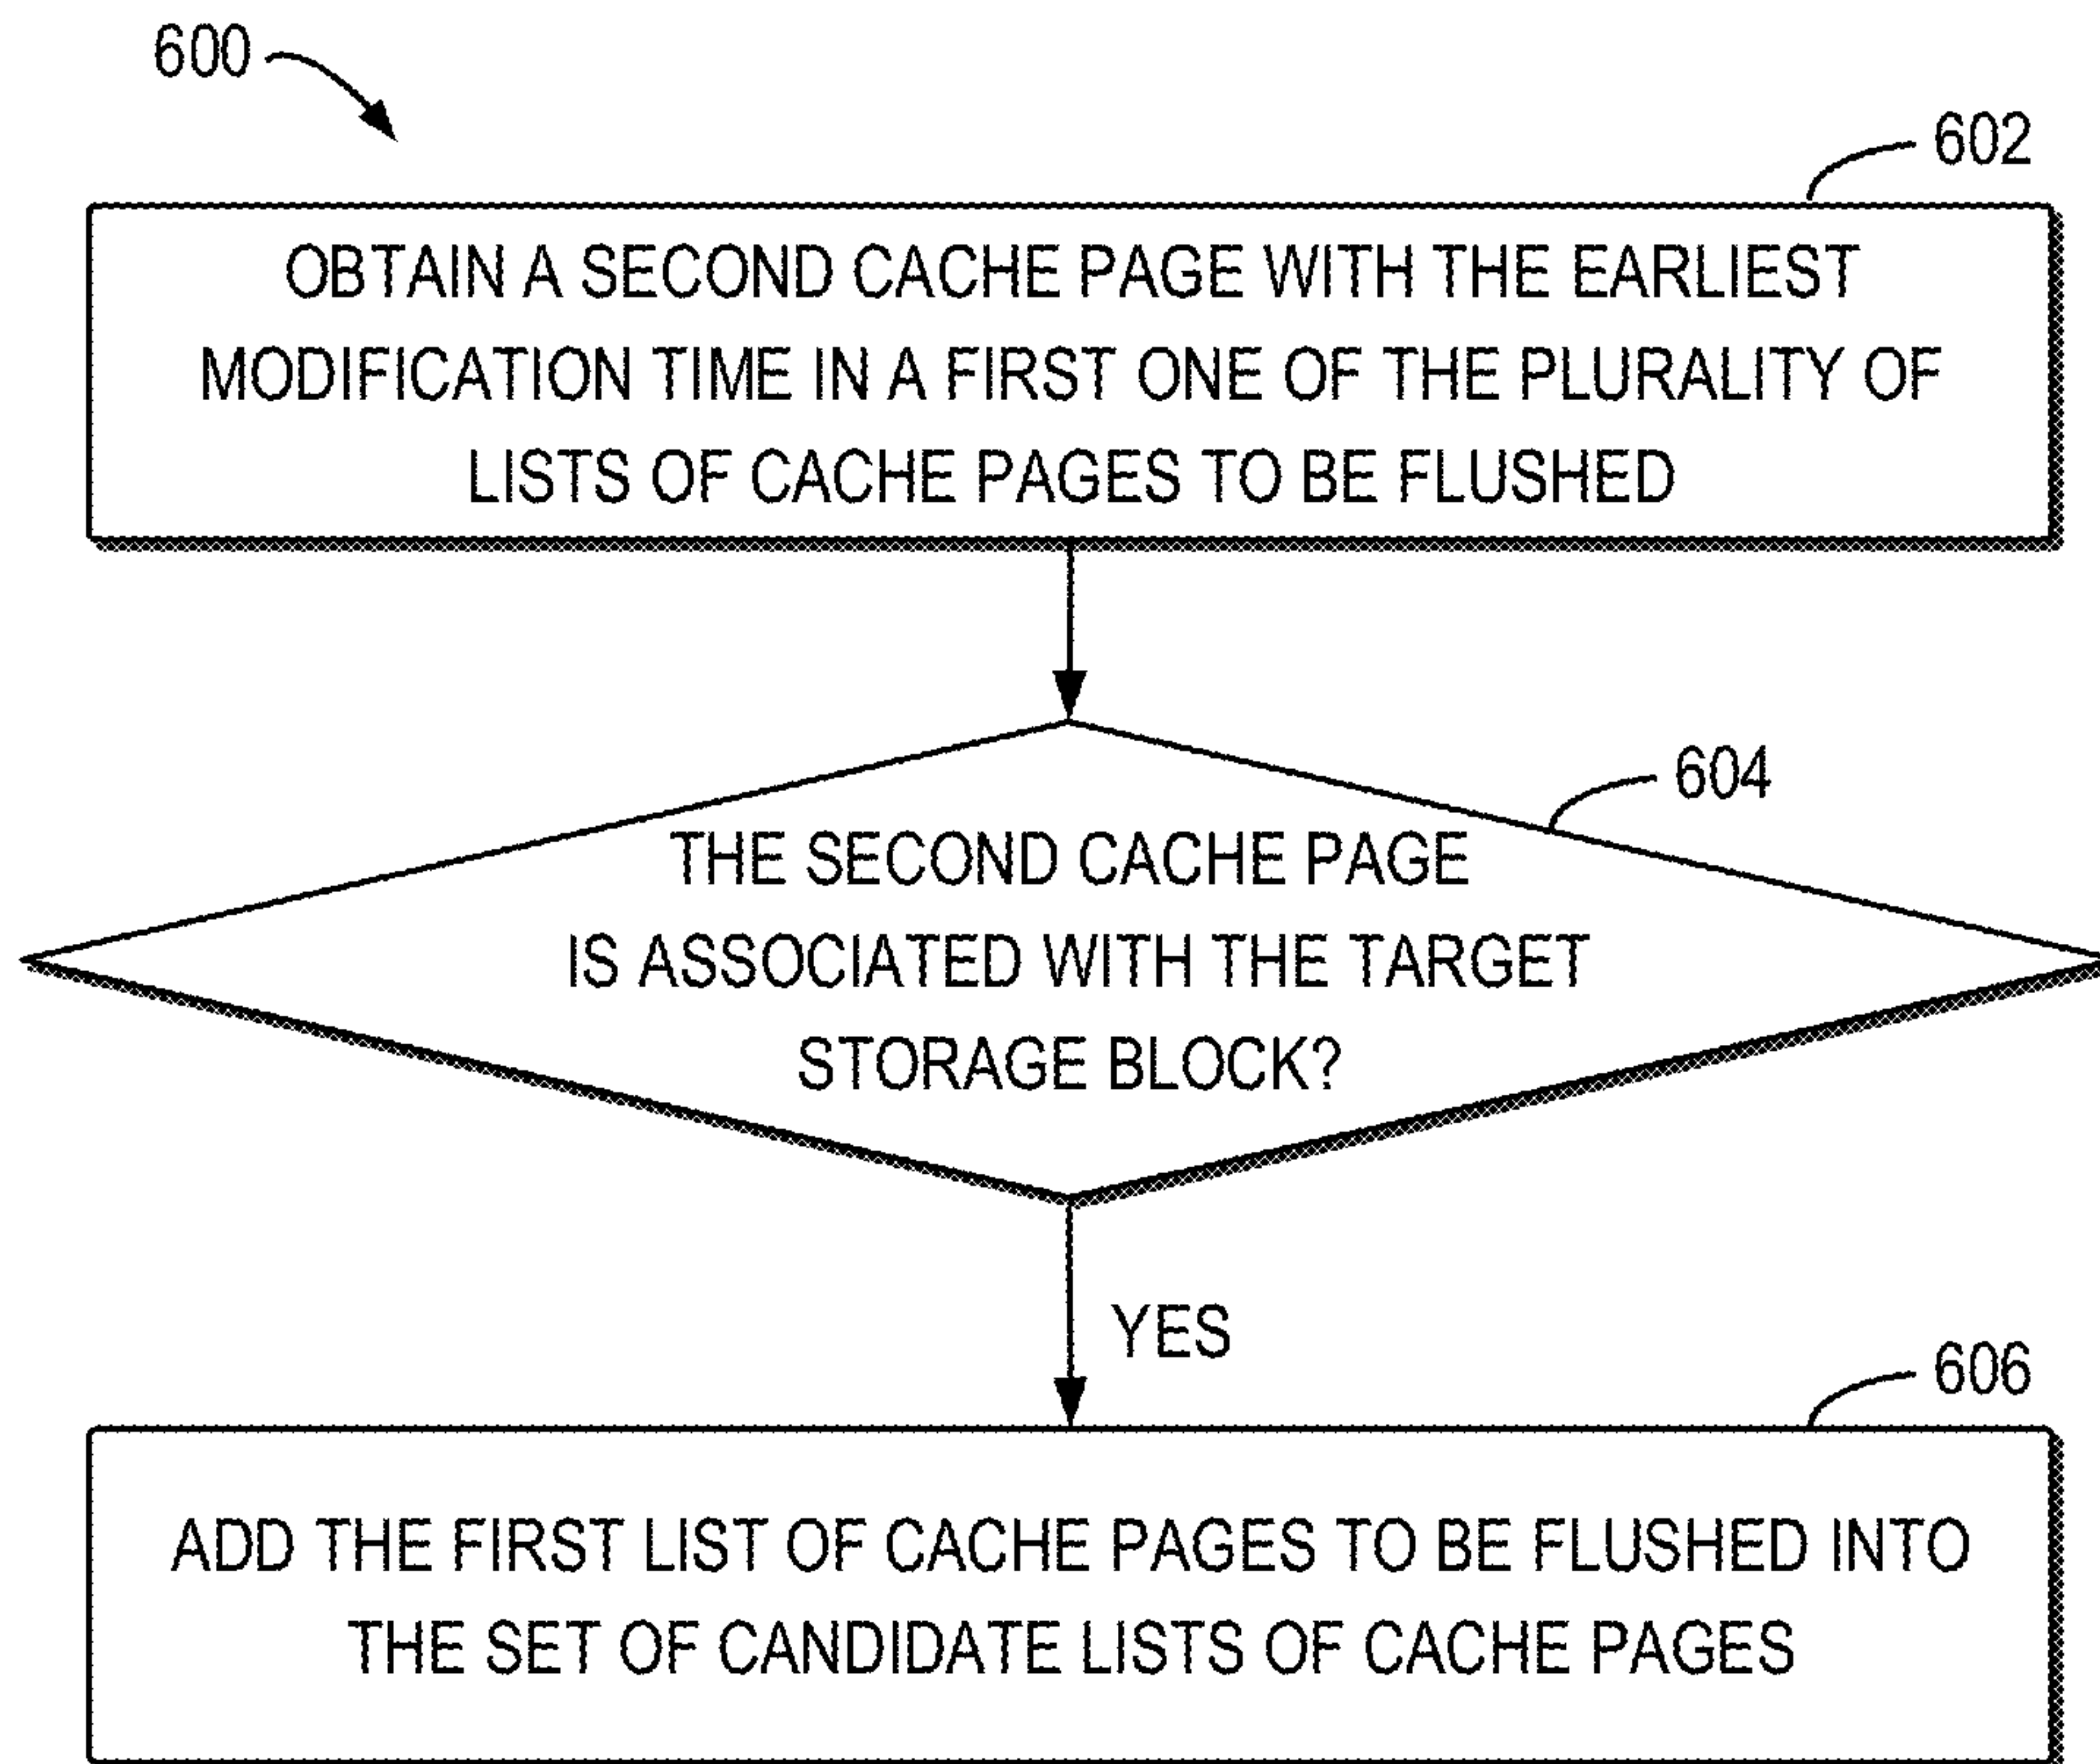 600
602
OBTAIN A SECOND CACHE PAGE WITH THE EARLIEST
MODIFICATION TIME IN A FIRST ONE OF THE PLURALITY OF
LISTS OF CACHE PAGES TO BE FLUSHED
604
THE SECOND CACHE PAGE
IS ASSOCIATED WITH THE TARGET
STORAGE BLOCK?
YES
606
ADD THE FIRST LIST OF CACHE PAGES TO BE FLUSHED INTO
THE SET OF CANDIDATE LISTS OF CACHE PAGES